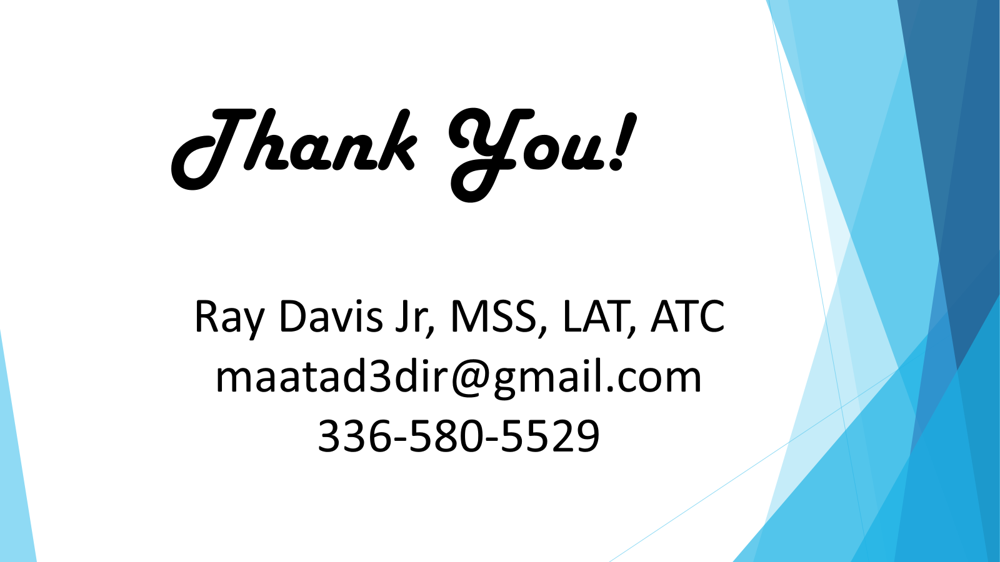 Thank You!
Ray Davis Jr, MSS, LAT, ATC
maatad3dir@gmail.com
336-580-5529